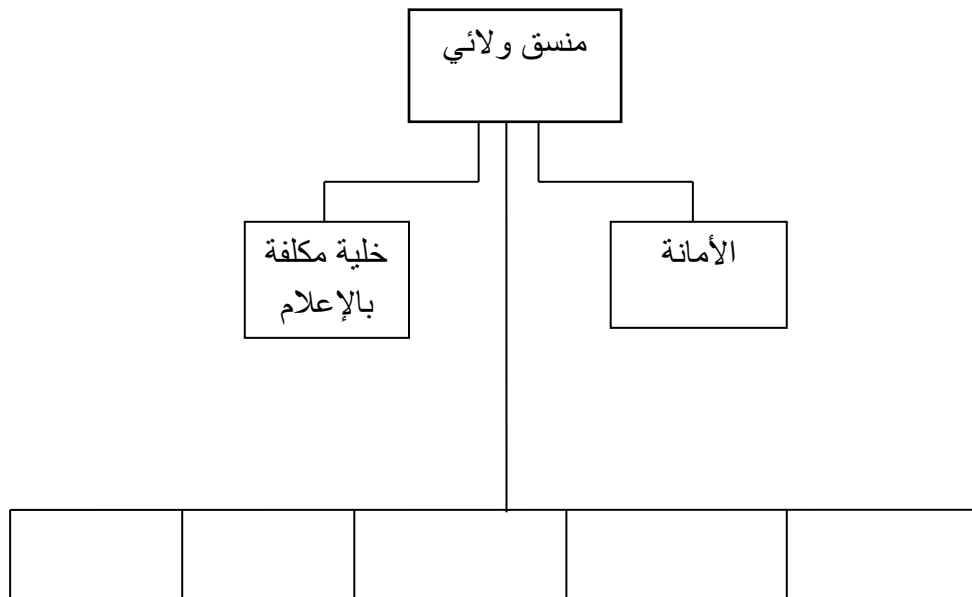 منسق ولائي
الأمانة
خلية مكلفة
بالإعلام